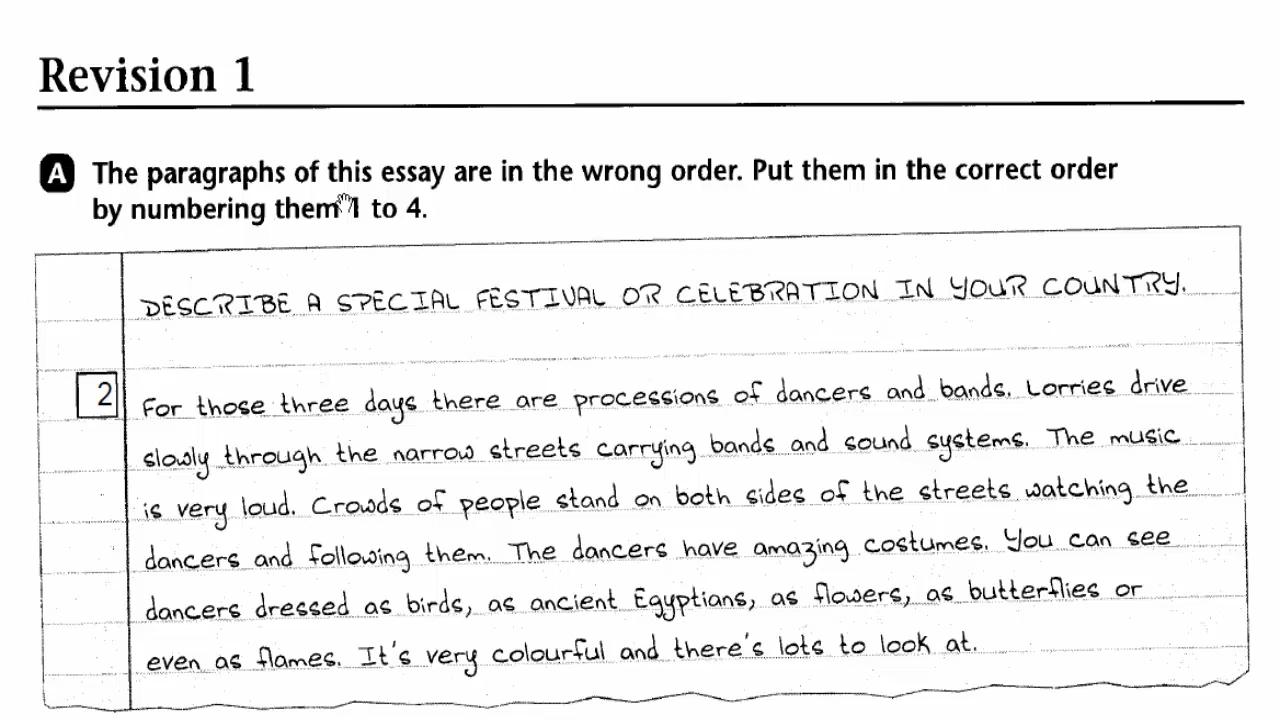 Revision 1
A The paragraphs of this essay are in the wrong order. Put them in the correct order
by numbering them 1 to 4.
DESCRIBE A SPECIAL FESTIVAL OR CELEBRATION IN YOUR COUNTRY.
2 For those three days there are processions of dancers and bands. Lorries drive
slowly through the narrow streets carrying bands and sound systems. The music
is very loud. Crowds of people stand on both sides of the streets watching the
dancers and following them. The dancers have amazing costumes. You can see
dancers dressed as birds, as ancient Egyptians, as flowers, as butterflies or
even as flames. It's very colourful and there's lots to look at.